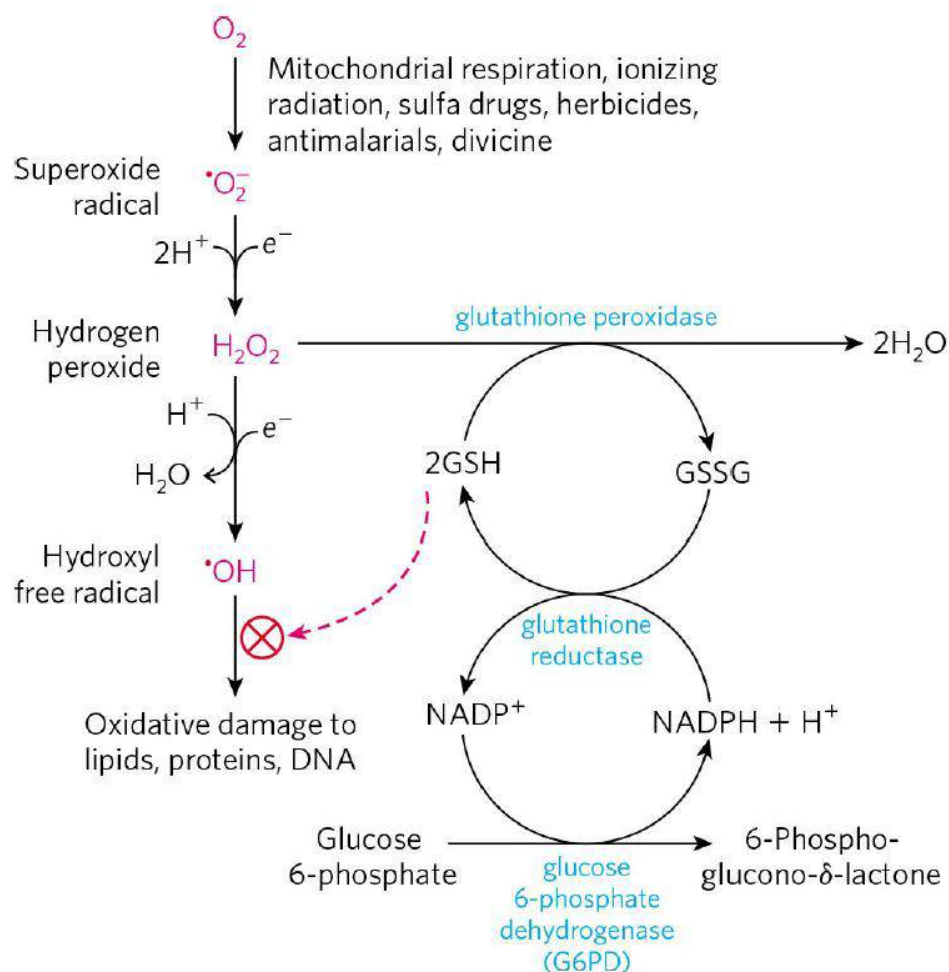 O₂
Mitochondrial respiration, ionizing
radiation, sulfa drugs, herbicides,
antimalarials, divicine
Superoxide
radical
•O₂⁻
2H⁺
e⁻
Hydrogen
peroxide
H₂O₂
glutathione peroxidase
2H₂O
H⁺
e⁻
H₂O
2GSH
GSSG
Hydroxyl
free radical
•OH
glutathione
reductase
Oxidative damage to
lipids, proteins, DNA
NADP⁺
NADPH + H⁺
Glucose
6-phosphate
glucose
6-phosphate
dehydrogenase
(G6PD)
6-Phospho-
glucono-δ-lactone